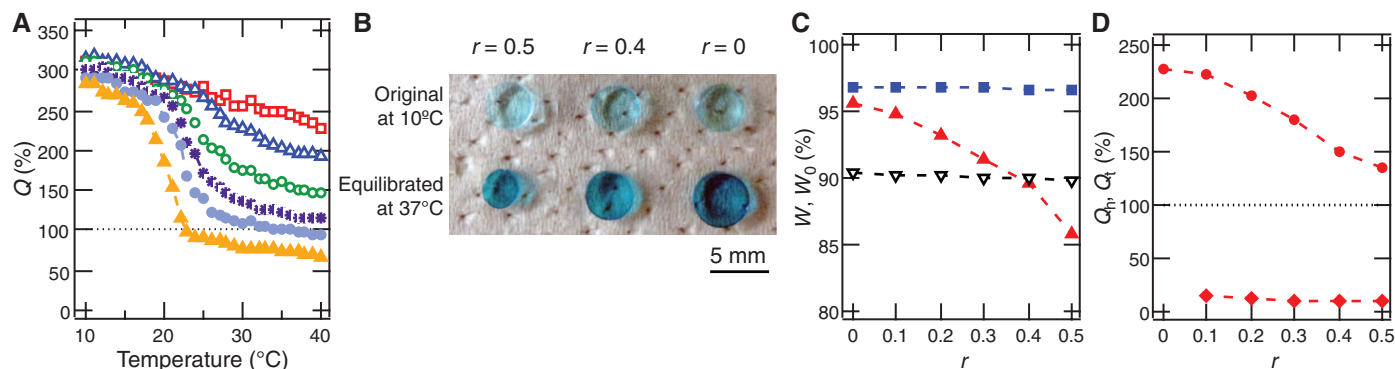 A
Q (%)
350
300
250
200
150
100
50
0
10
20
30
40
Temperature (°C)
B
r = 0.5
r = 0.4
r = 0
Original
at 10ºC
Equilibrated
at 37°C
5 mm
C
W, W0 (%)
100
95
90
85
80
0
0.1
0.2
0.3
0.4
0.5
r
D
Qh, Qt (%)
250
200
150
100
50
0
0
0.1
0.2
0.3
0.4
0.5
r